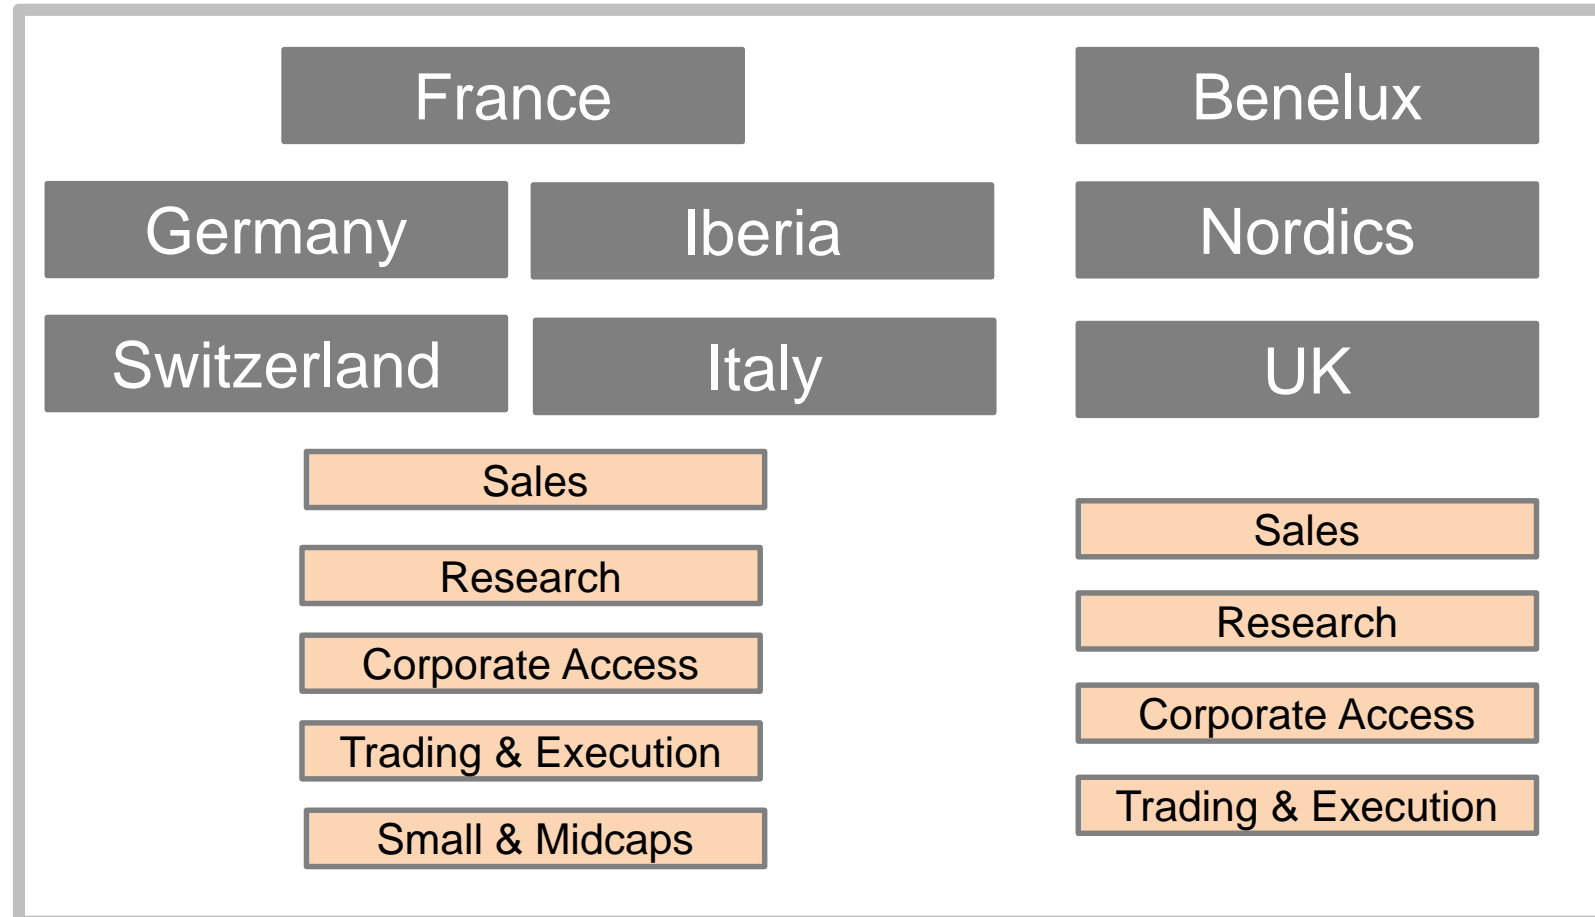 France
Germany
Iberia
Switzerland
Italy
Sales
Research
Corporate Access
Trading & Execution
Small & Midcaps
Benelux
Nordics
UK
Sales
Research
Corporate Access
Trading & Execution